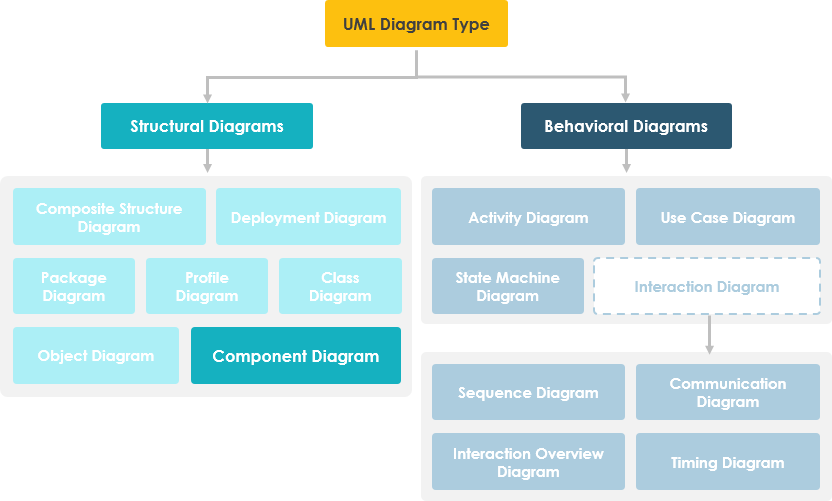 UML Diagram Type
Structural Diagrams
Behavioral Diagrams
Composite Structure
Diagram
Deployment Diagram
Package
Diagram
Profile
Diagram
Class
Diagram
Object Diagram
Component Diagram
Activity Diagram
Use Case Diagram
State Machine
Diagram
Interaction Diagram
Sequence Diagram
Communication
Diagram
Interaction Overview
Diagram
Timing Diagram